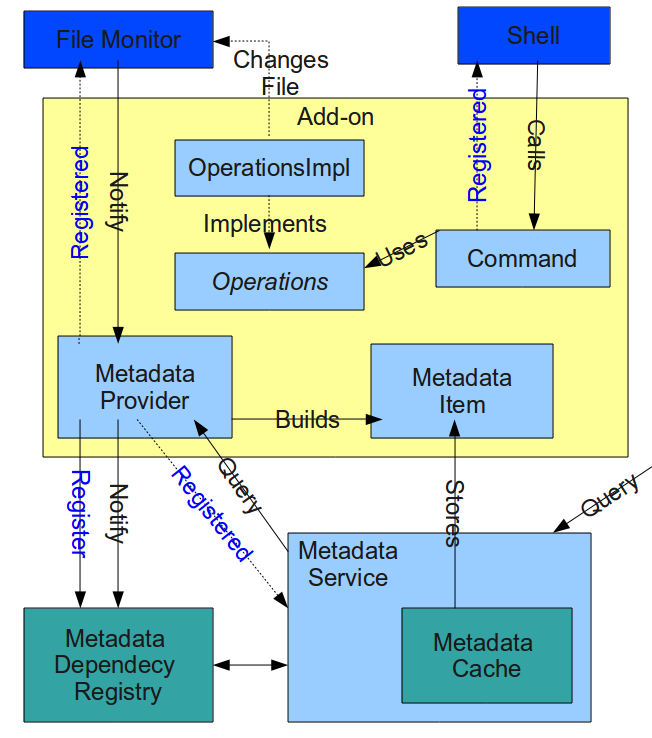 File Monitor
Shell
Changes
File
Add-on
Registered
Notify
OperationsImpl
Registered
Calls
Implements
Operations
Uses
Command
Metadata
Provider
Builds
Metadata
Item
Register
Notify
Registered
Query
Stores
Query
Metadata
Service
Metadata
Dependecy
Registry
Metadata
Cache